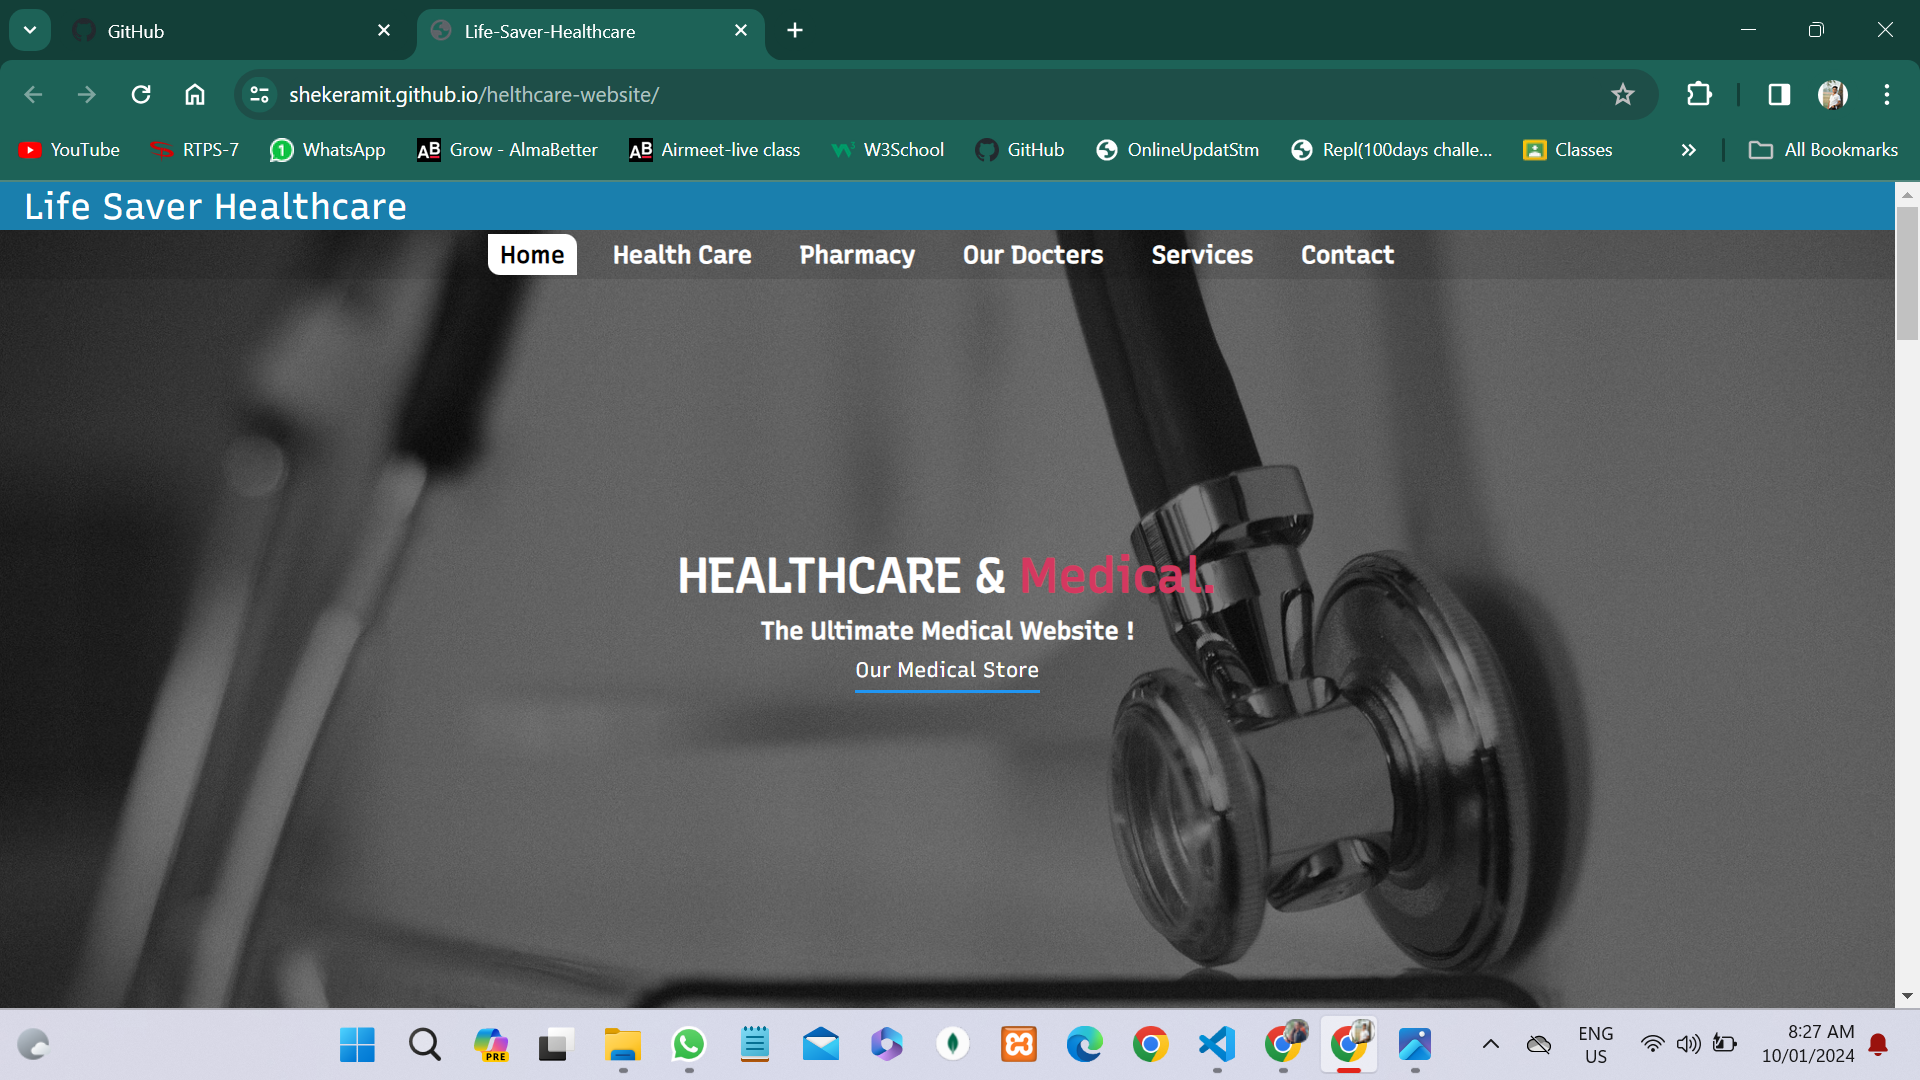 GitHub
Life-Saver-Healthcare
shekeramit.github.io/helthcare-website/
YouTube RTPS-7 WhatsApp AB Grow - AlmaBetter AB Airmeet-live class W3School GitHub OnlineUpdatStm Repl(100days challe... Classes All Bookmarks
Life Saver Healthcare
Home Health Care Pharmacy Our Docters Services Contact
HEALTHCARE & Medical.
The Ultimate Medical Website !
Our Medical Store
PRE
ENG
US
8:27 AM
10/01/2024